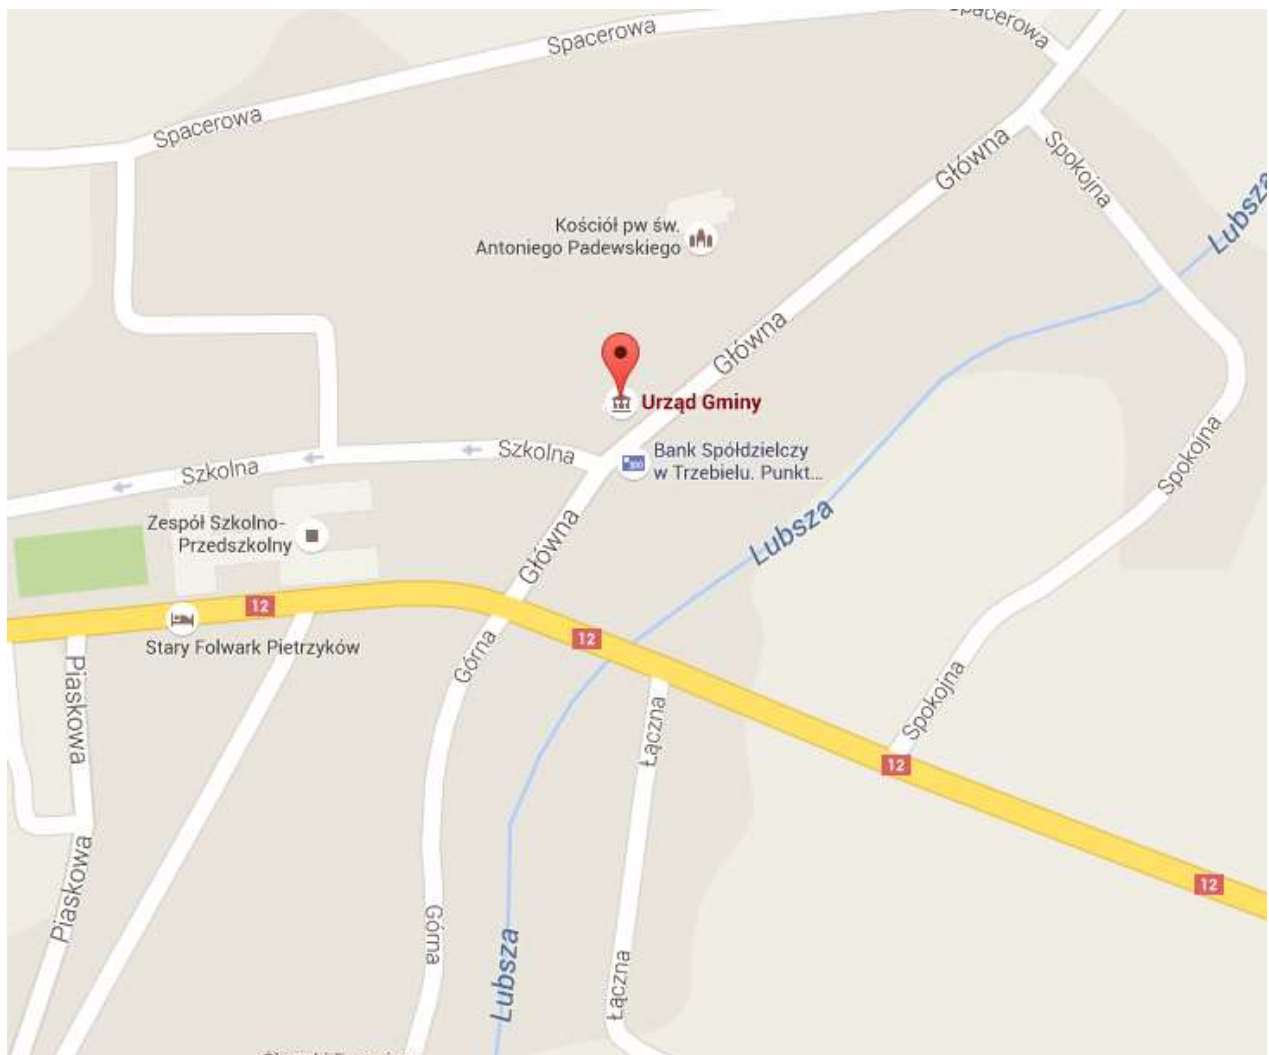 Spacerowa
Spacerowa
Spacerowa
Główna
Spokojna
Lubsza
Kościół pw św.
Antoniego Padewskiego
Główna
Urząd Gminy
Szkolna
Bank Spółdzielczy
w Trzebielu. Punkt...
Szkolna
Spokojna
Zespół Szkolno-
Przedszkolny
Główna
Lubsza
12
Stary Folwark Pietrzyków
12
Górna
Piaskowa
Łączna
Spokojna
12
Piaskowa
12
Górna
Lubsza
Łączna